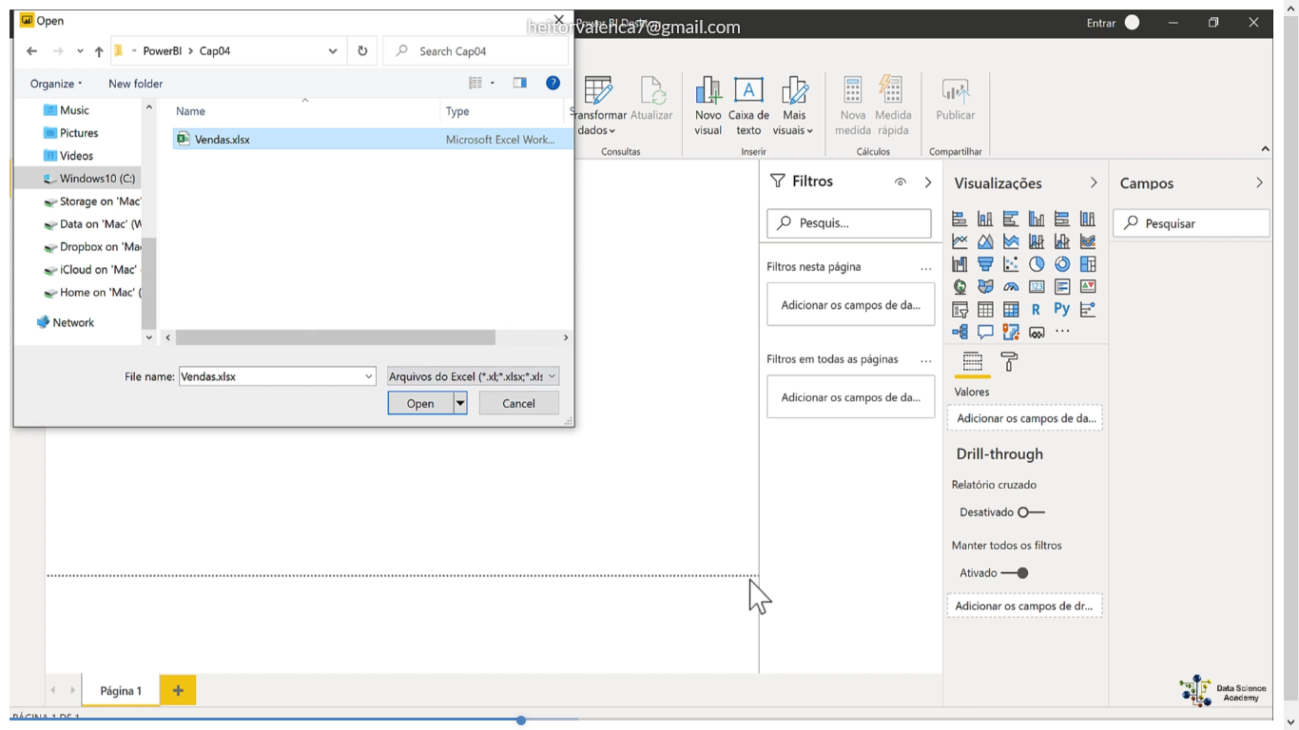 Open
heitorvalenca7@gmail.com
Entrar
PowerBI > Cap04
Search Cap04
Organize
New folder
Music
Pictures
Videos
Windows10 (C:)
Storage on 'Mac'
Data on 'Mac' (W
Dropbox on 'Ma
iCloud on 'Mac'
Home on 'Mac' (
Network
Name
Type
Vendas.xlsx
Microsoft Excel Work...
File name:
Vendas.xlsx
Arquivos do Excel (*.xl;*.xlsx;*.xls
Open
Cancel
dados
Atualizar
Consultas
Novo
visual
Caixa de
texto
Mais
visuais
Inserir
Nova
medida
Medida
rápida
Cálculos
Publicar
Compartilhar
Filtros
Pesquis...
Filtros nesta página
...
Adicionar os campos de da...
Filtros em todas as páginas
...
Adicionar os campos de da...
Visualizações
R
Py
...
Valores
Adicionar os campos de da...
Drill-through
Relatório cruzado
Desativado
Manter todos os filtros
Ativado
Adicionar os campos de dr...
Campos
Pesquisar
Página 1
PÁGINA 1 DE 1
Data Science
Academy